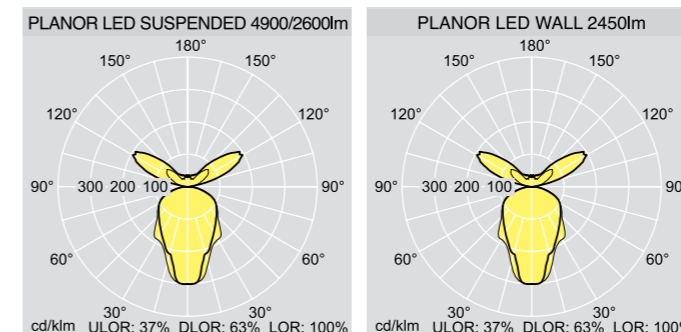 PLANOR LED SUSPENDED 4900/2600lm
180°
150° 150°
120° 120°
90° 300 200 100 90°
60° 60°
30° 30°
cd/klm ULOR: 37% DLOR: 63% LOR: 100%
PLANOR LED WALL 2450lm
180°
150° 150°
120° 120°
90° 300 200 100 90
60° 60°
30° 30°
cd/klm ULOR: 37% DLOR: 63% LOR: 100%